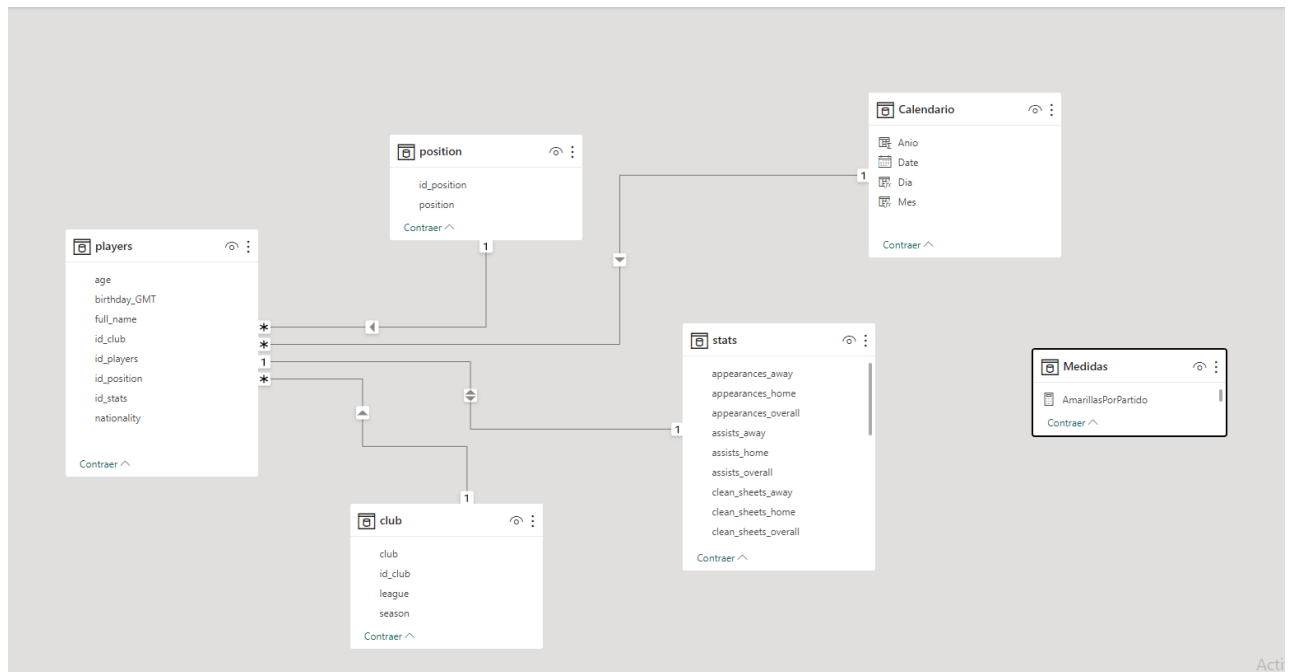 Calendario
Anio
Date
Dia
Mes
Contraer
position
id_position
position
Contraer
1
1
players
age
birthday_GMT
full_name
id_club
id_players
id_position
id_stats
nationality
Contraer
*
*
1
*
stats
appearances_away
appearances_home
appearances_overall
assists_away
assists_home
assists_overall
clean_sheets_away
clean_sheets_home
clean_sheets_overall
Contraer
1
Medidas
AmarillasPorPartido
Contraer
1
club
club
id_club
league
season
Contraer
Acti